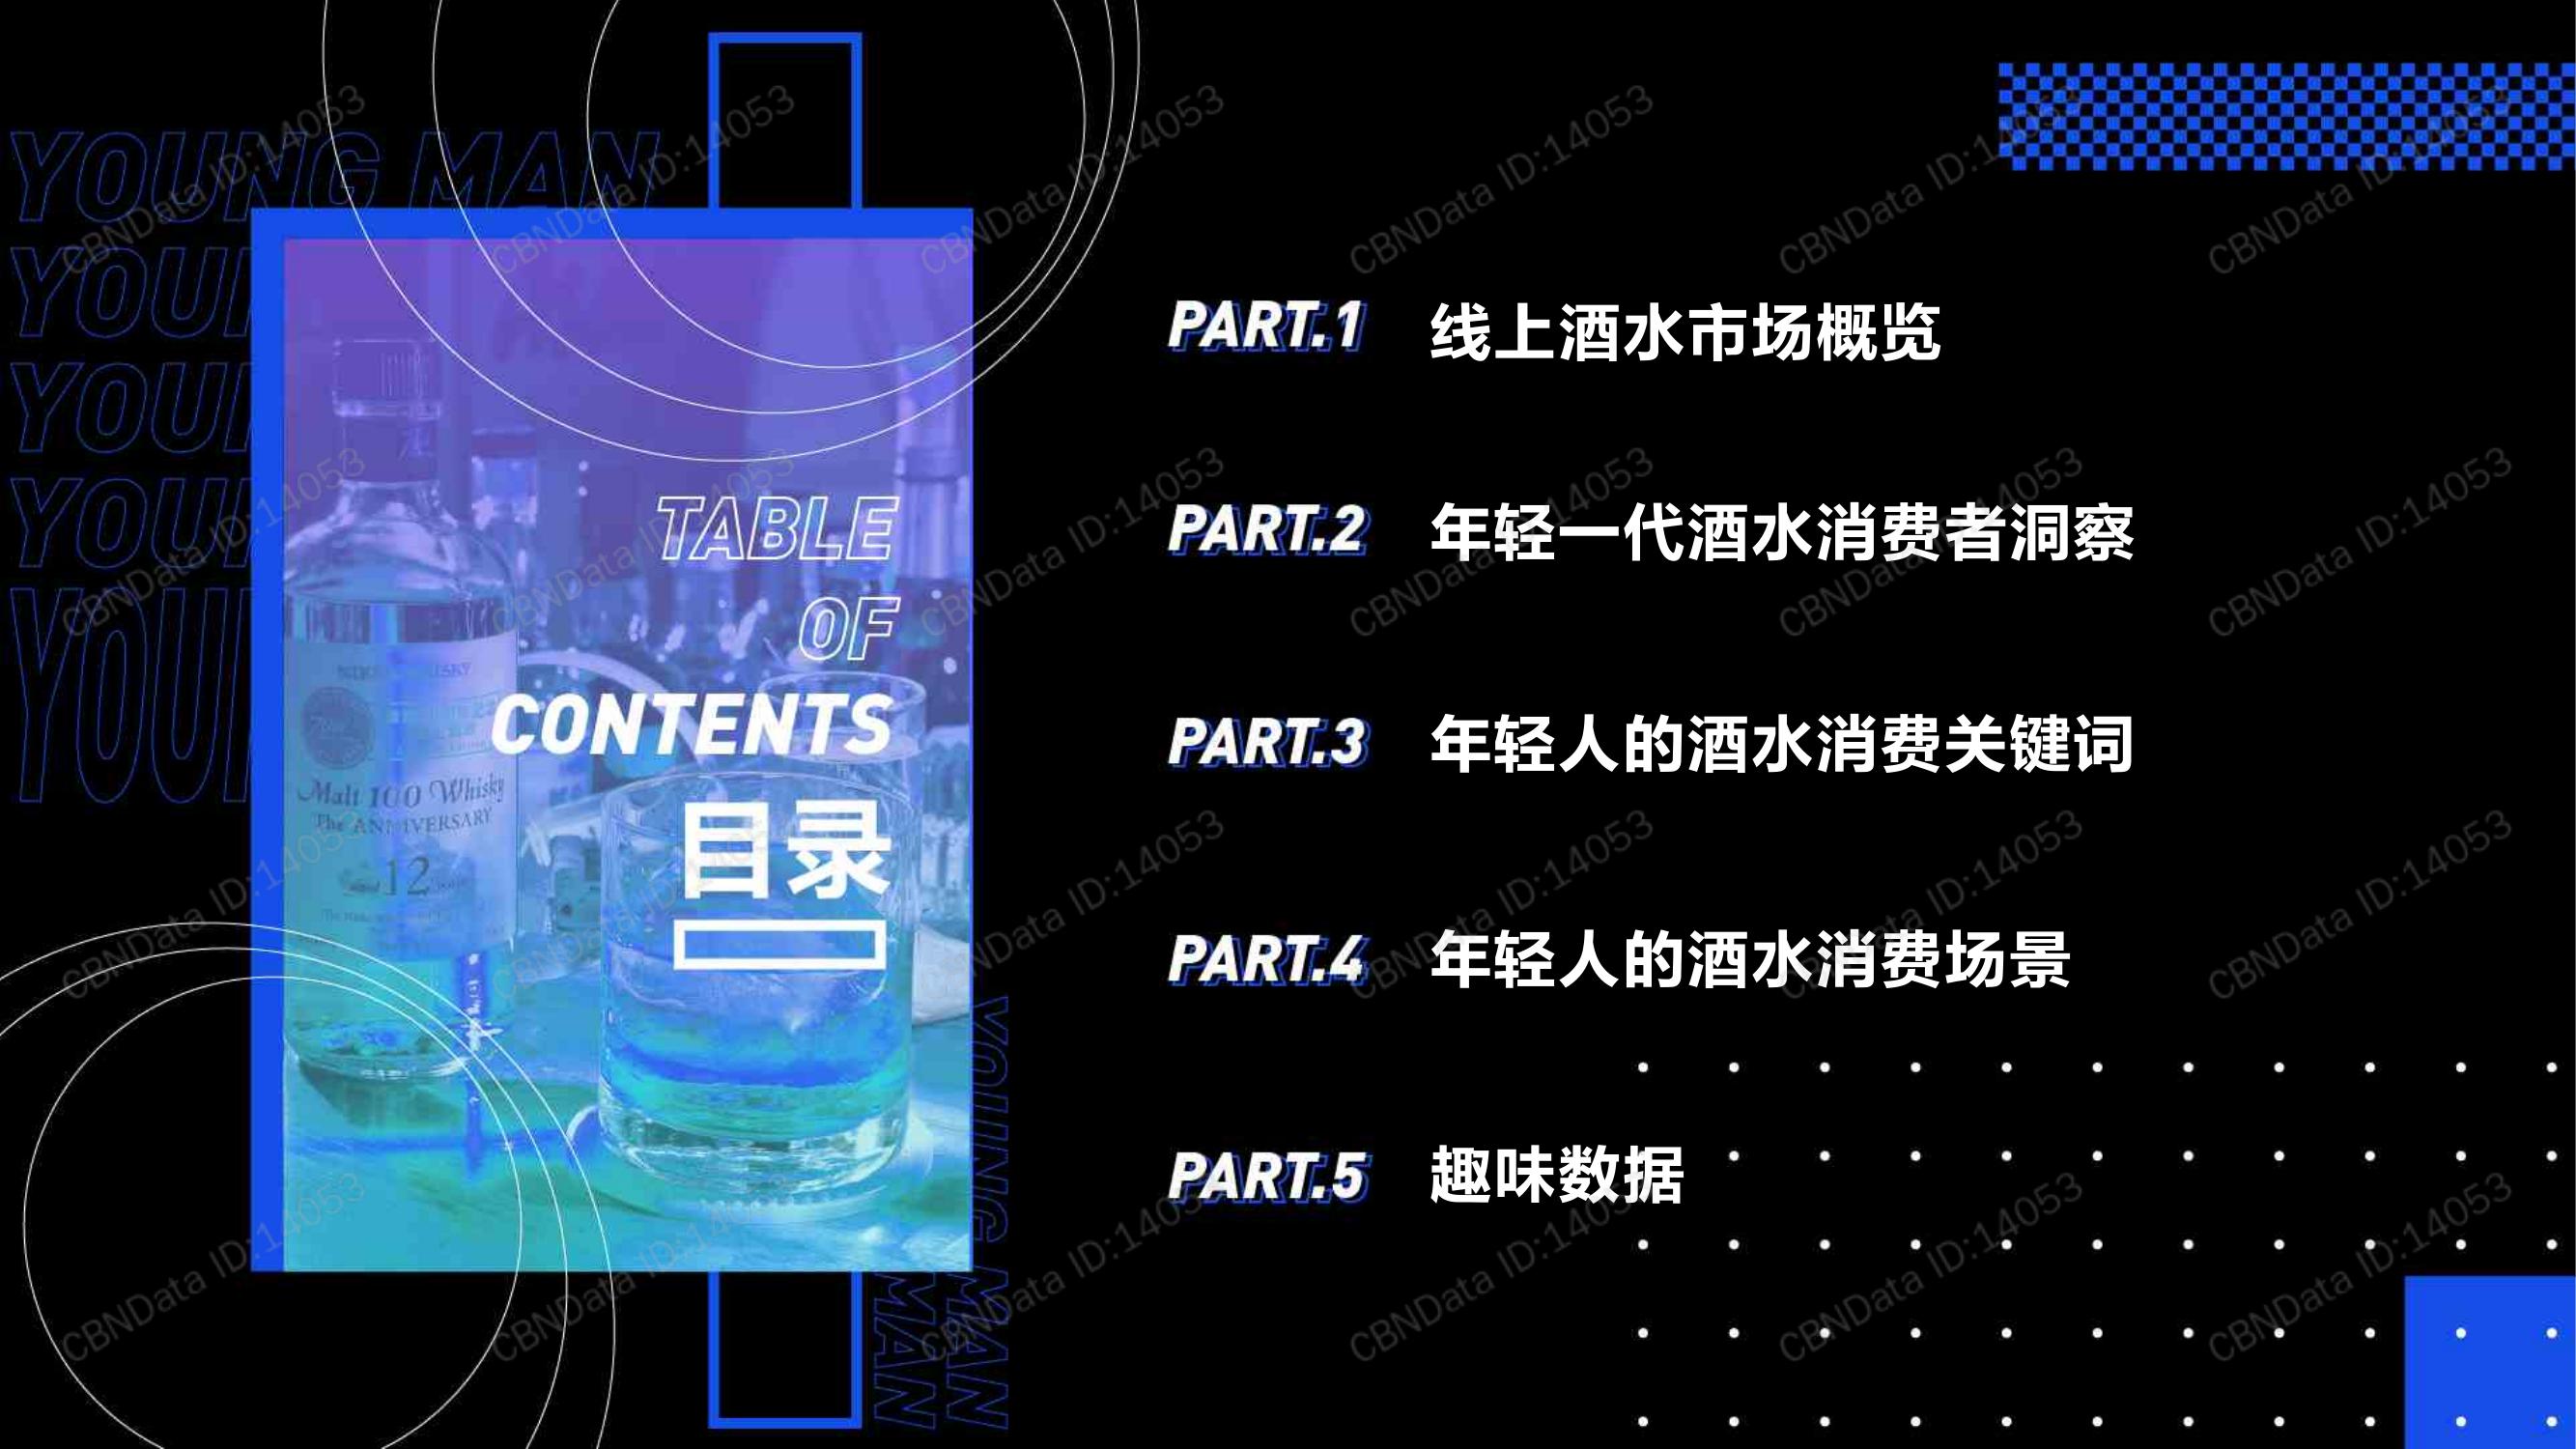 YOUNG MAN
YOU
YOU
YOU
YOU
TABLE
OF
CONTENTS
目录
Malt 100 Whisky
The ANNIVERSARY
12
PART.1 线上酒水市场概览
PART.2 年轻一代酒水消费者洞察
PART.3 年轻人的酒水消费关键词
PART.4 年轻人的酒水消费场景
PART.5 趣味数据
YOUNG MAN
MAN
CBNData ID:14053